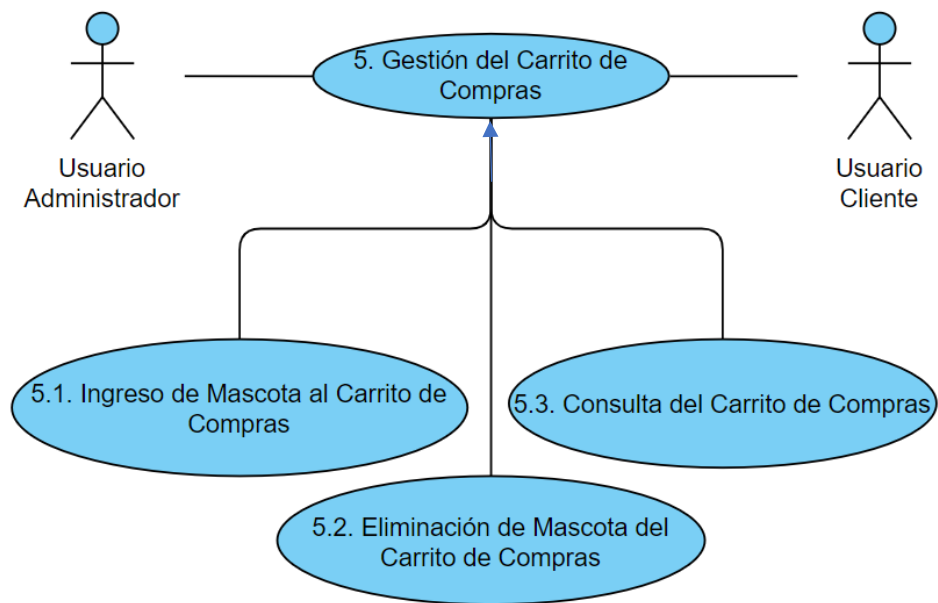 5. Gestión del Carrito de
Compras
Usuario
Administrador
Usuario
Cliente
5.1. Ingreso de Mascota al Carrito de
Compras
5.3. Consulta del Carrito de Compras
5.2. Eliminación de Mascota del
Carrito de Compras